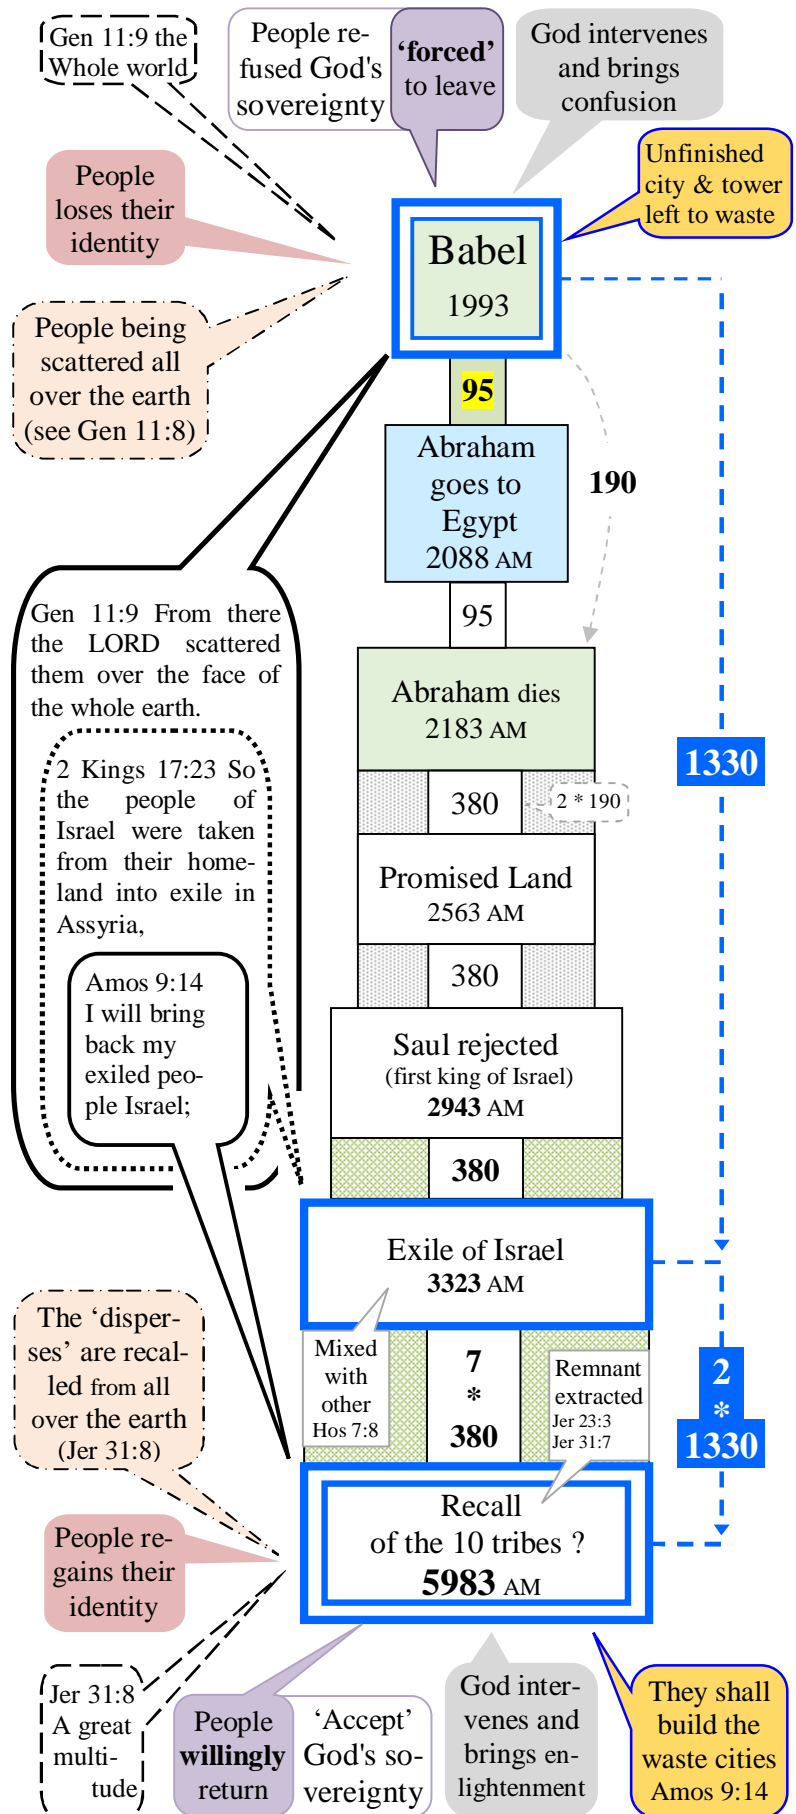 Gen 11:9 the
Whole world
People re-
fused God's
sovereignty
‘forced’
to leave
God intervenes
and brings
confusion
Unfinished
city & tower
left to waste
People
loses their
identity
Babel
1993
People being
scattered all
over the earth
(see Gen 11:8)
95
Abraham
goes to
Egypt
2088 AM
190
95
Gen 11:9 From there
the LORD scattered
them over the face of
the whole earth.
Abraham dies
2183 AM
1330
2 Kings 17:23 So
the people of
Israel were taken
from their home-
land into exile in
Assyria,
380
2 * 190
Promised Land
2563 AM
380
Amos 9:14
I will bring
back my
exiled peo-
ple Israel;
Saul rejected
(first king of Israel)
2943 AM
380
Exile of Israel
3323 AM
The ‘disper-
ses’ are recal-
led from all
over the earth
(Jer 31:8)
Mixed
with
other
Hos 7:8
7
*
380
Remnant
extracted
Jer 23:3
Jer 31:7
2
*
1330
Recall
of the 10 tribes ?
5983 AM
People re-
gains their
identity
Jer 31:8
A great
multi-
tude
People
willingly
return
‘Accept’
God's so-
vereignty
God inter-
venes and
brings en-
lightenment
They shall
build the
waste cities
Amos 9:14